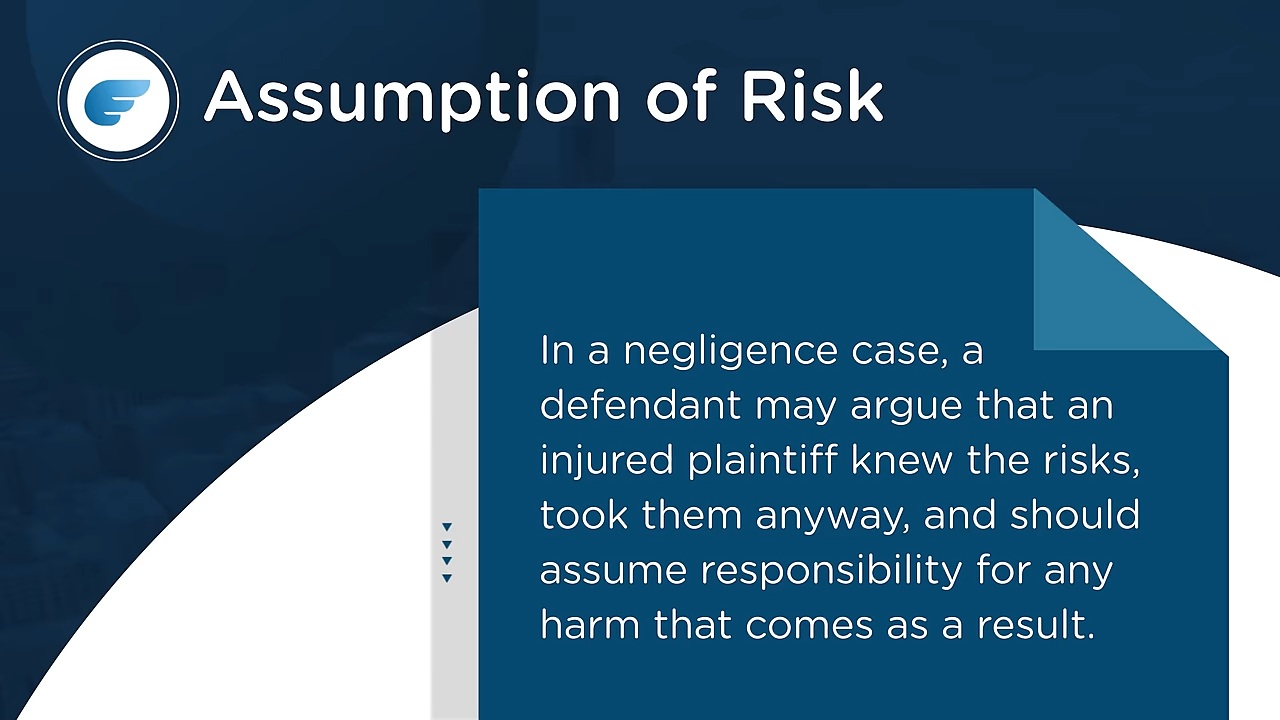 Assumption of Risk
In a negligence case, a
defendant may argue that an
injured plaintiff knew the risks,
took them anyway, and should
assume responsibility for any
harm that comes as a result.